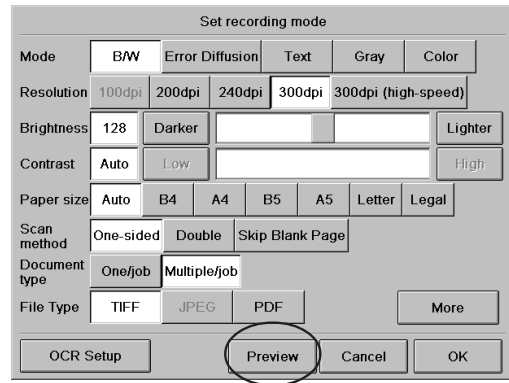 Set recording mode
Mode B/W Error Diffusion Text Gray Color
Resolution 100dpi 200dpi 240dpi 300dpi 300dpi (high-speed)
Brightness 128 Darker Lighter
Contrast Auto Low High
Paper size Auto B4 A4 B5 A5 Letter Legal
Scan
method One-sided Double Skip Blank Page
Document
type One/job Multiple/job
File Type TIFF JPEG PDF More
OCR Setup Preview Cancel OK